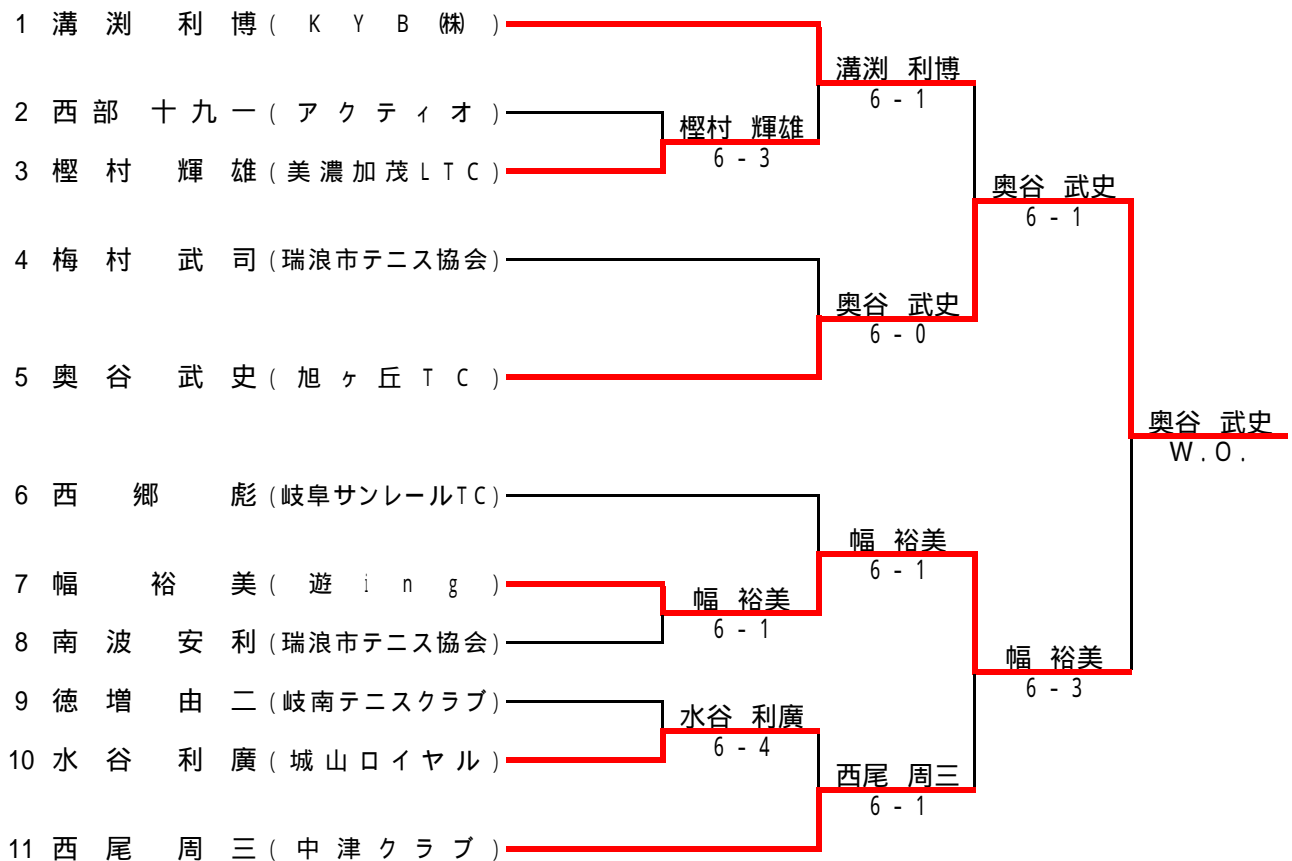 1 溝渕 利博 (KYB㈱)
溝渕 利博
6 - 1
2 西部 十九一 (アクティオ)
樫村 輝雄
6 - 3
3 樫村 輝雄 (美濃加茂LTC)
奥谷 武史
6 - 1
4 梅村 武司 (瑞浪市テニス協会)
奥谷 武史
6 - 0
5 奥谷 武史 (旭ヶ丘TC)
奥谷 武史
W.O.
6 西郷 彪 (岐阜サンレールTC)
幅 裕美
6 - 1
7 幅 裕美 (遊ing)
幅 裕美
6 - 1
8 南波 安利 (瑞浪市テニス協会)
幅 裕美
6 - 3
9 徳増 由二 (岐南テニスクラブ)
水谷 利廣
6 - 4
10 水谷 利廣 (城山ロイヤル)
西尾 周三
6 - 1
11 西尾 周三 (中津クラブ)